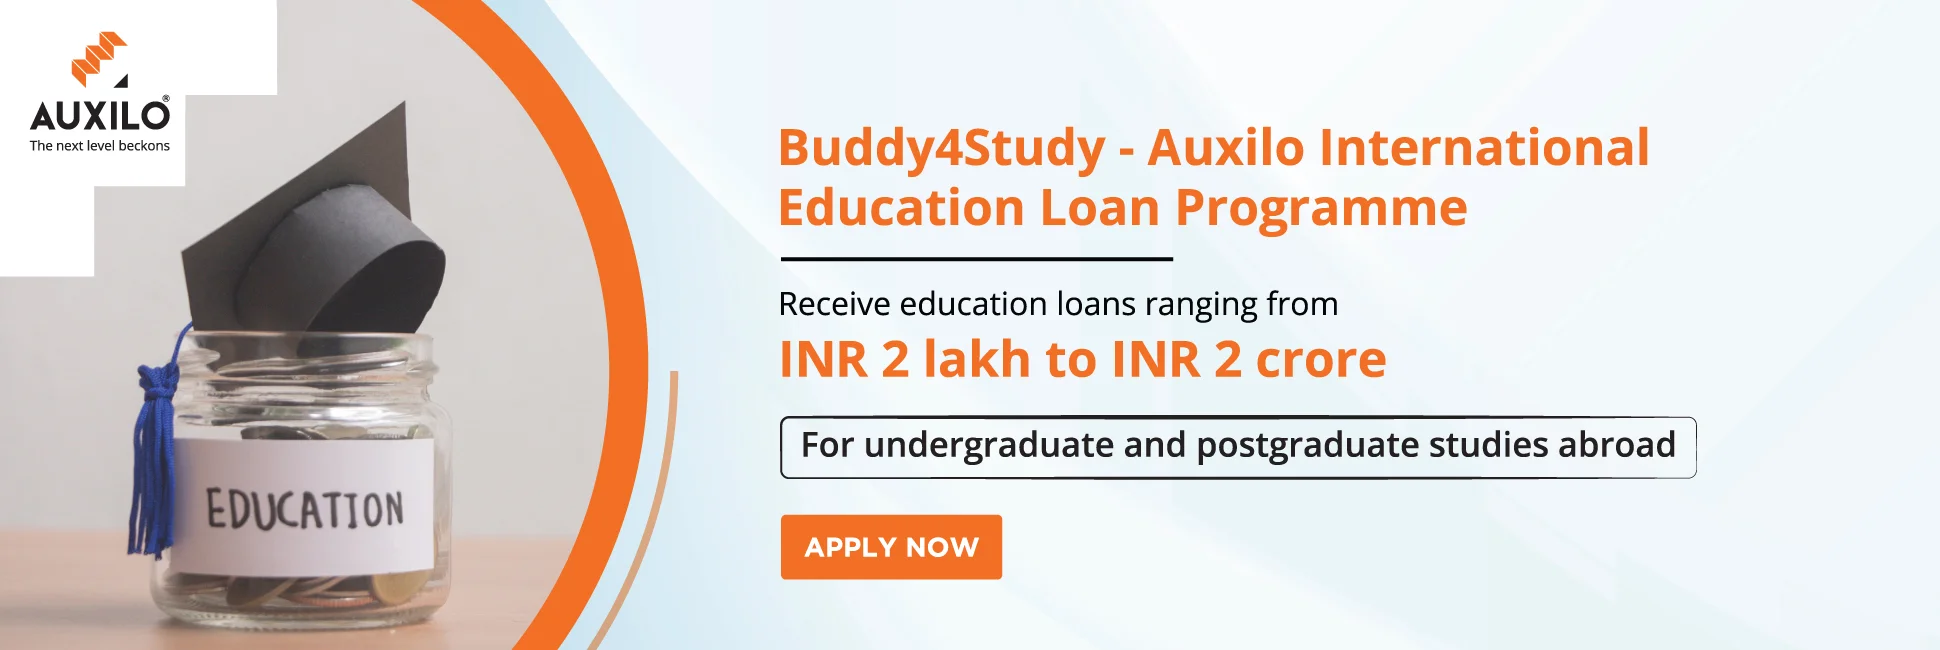 AUXILO®
The next level beckons
EDUCATION
Buddy4Study - Auxilo International
Education Loan Programme
Receive education loans ranging from
INR 2 lakh to INR 2 crore
For undergraduate and postgraduate studies abroad
APPLY NOW